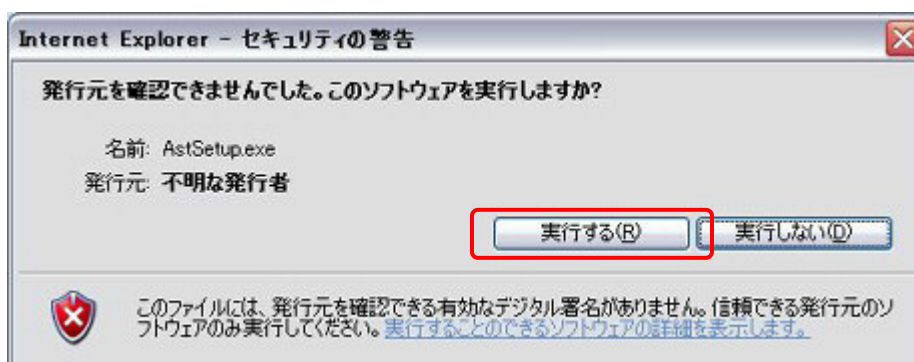 Internet Explorer - セキュリティの警告
発行元を確認できませんでした。このソフトウェアを実行しますか?
名前: AstSetup.exe
発行元: 不明な発行者
実行する(R) 実行しない(D)
このファイルには、発行元を確認できる有効なデジタル署名がありません。信頼できる発行元のソ
フトウェアのみ実行してください。実行することのできるソフトウェアの詳細を表示します。